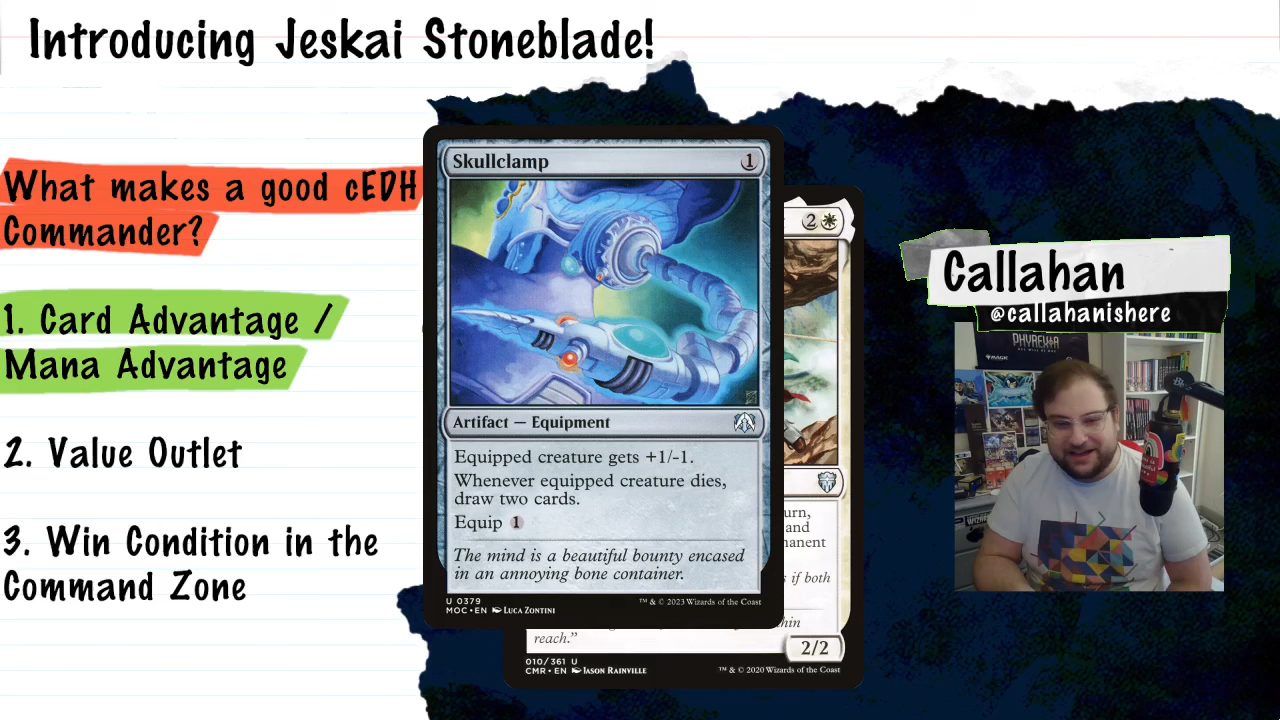 Introducing Jeskai Stoneblade!
What makes a good cEDH
Commander?
1. Card Advantage /
Mana Advantage
2. Value Outlet
3. Win Condition in the
Command Zone
Skullclamp 1
Artifact — Equipment
Equipped creature gets +1/-1.
Whenever equipped creature dies,
draw two cards.
Equip 1
The mind is a beautiful bounty encased
in an annoying bone container.
U 0379
MOC • EN Luca Zontini
™ & © 2023 Wizards of the Coast
2
and
s if both
reach.”
2/2
010/361 U
CMR • EN Jason Rainville
™ & © 2020 Wizards of the Coast
Callahan
@callahanishere
PHYREXIA
MAGIC